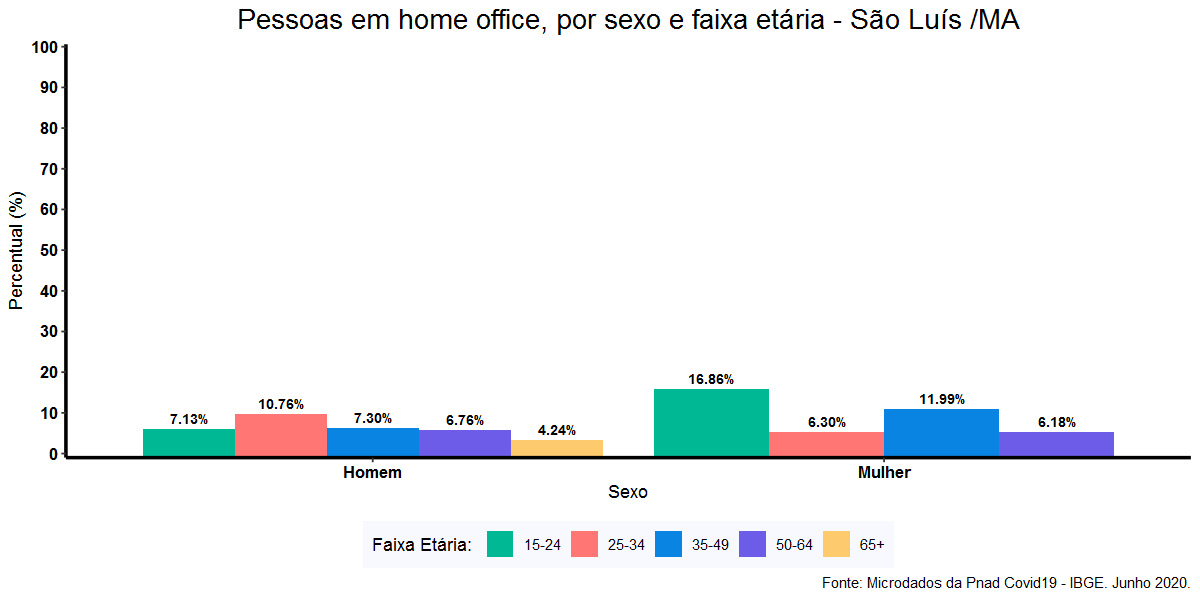 Pessoas em home office, por sexo e faixa etária - São Luís /MA
Percentual (%)
100
90
80
70
60
50
40
30
20
10
0
7.13%
10.76%
7.30%
6.76%
4.24%
16.86%
6.30%
11.99%
6.18%
Homem
Mulher
Sexo
Faixa Etária: 15-24 25-34 35-49 50-64 65+
Fonte: Microdados da Pnad Covid19 - IBGE. Junho 2020.